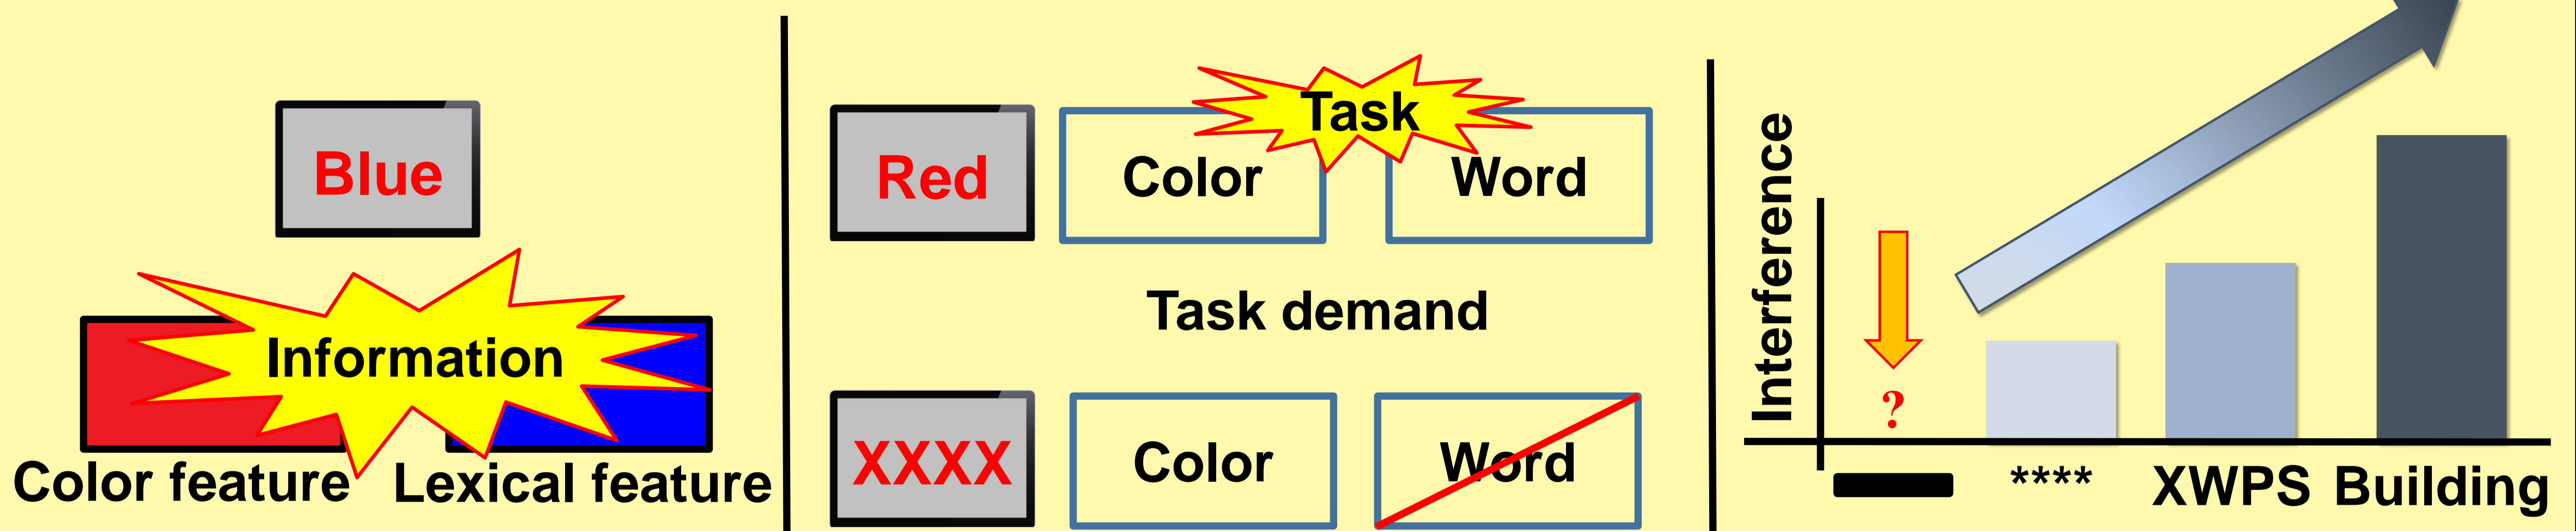 Blue
Information
Color feature
Lexical feature
Red
Color
Task
Word
Task demand
XXXX
Color
Word
Interference
?
****
XWPS
Building